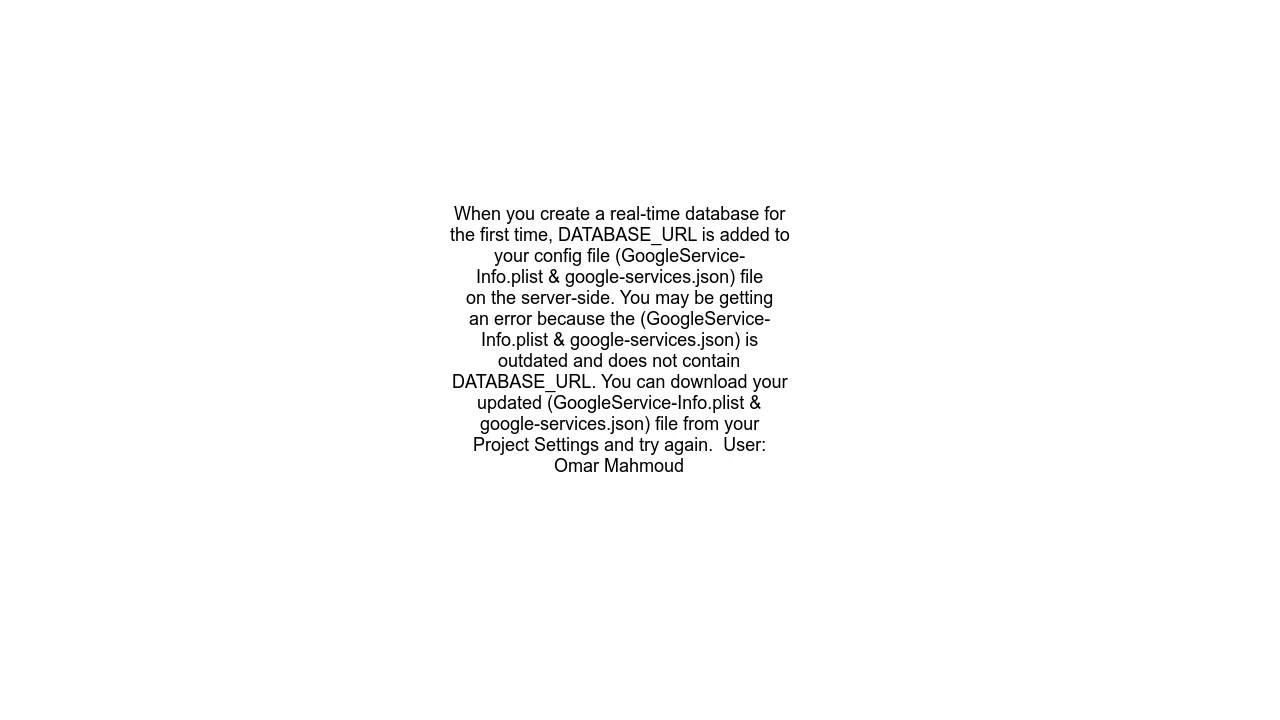 When you create a real-time database for
the first time, DATABASE_URL is added to
your config file (GoogleService-
Info.plist & google-services.json) file
on the server-side. You may be getting
an error because the (GoogleService-
Info.plist & google-services.json) is
outdated and does not contain
DATABASE_URL. You can download your
updated (GoogleService-Info.plist &
google-services.json) file from your
Project Settings and try again.  User:
Omar Mahmoud